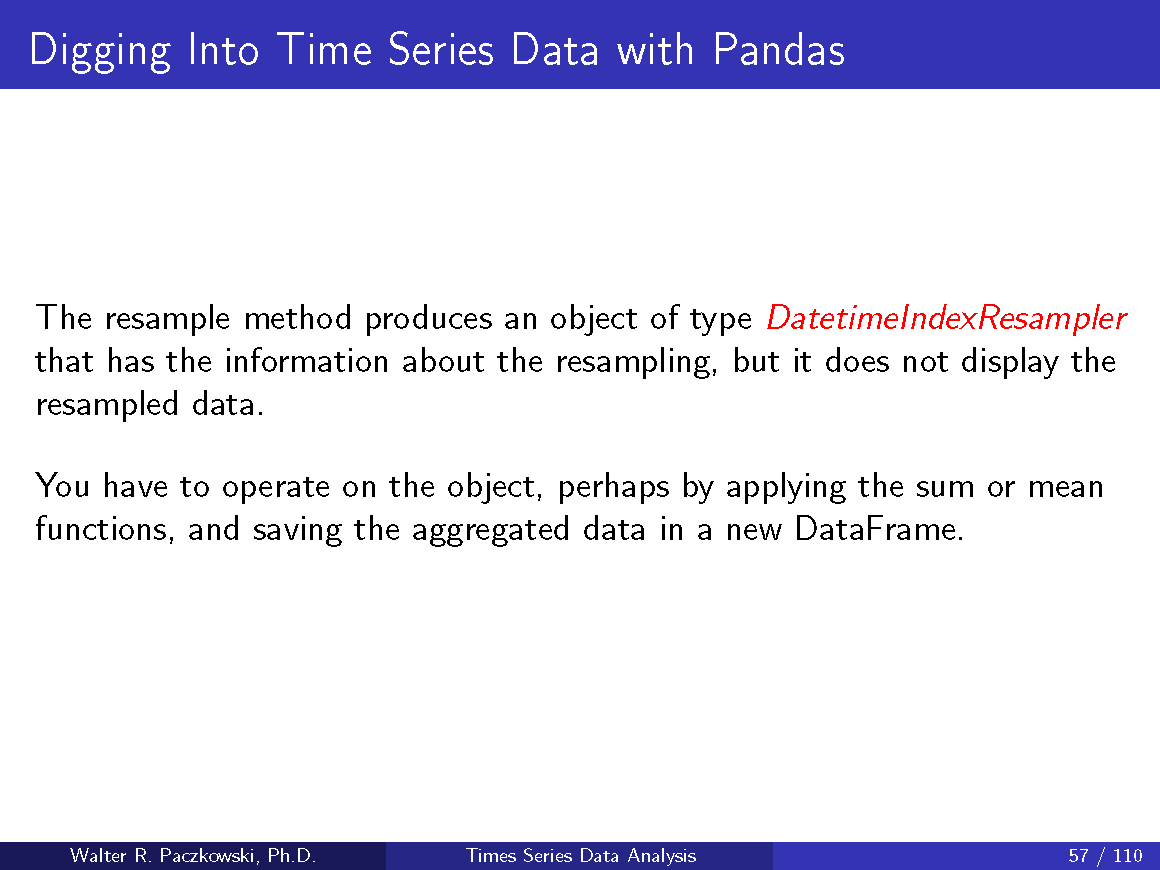 Digging Into Time Series Data with Pandas
The resample method produces an object of type DatetimeIndexResampler
that has the information about the resampling, but it does not display the
resampled data.
You have to operate on the object, perhaps by applying the sum or mean
functions, and saving the aggregated data in a new DataFrame.
Walter R. Paczkowski, Ph.D.
Times Series Data Analysis
57 / 110